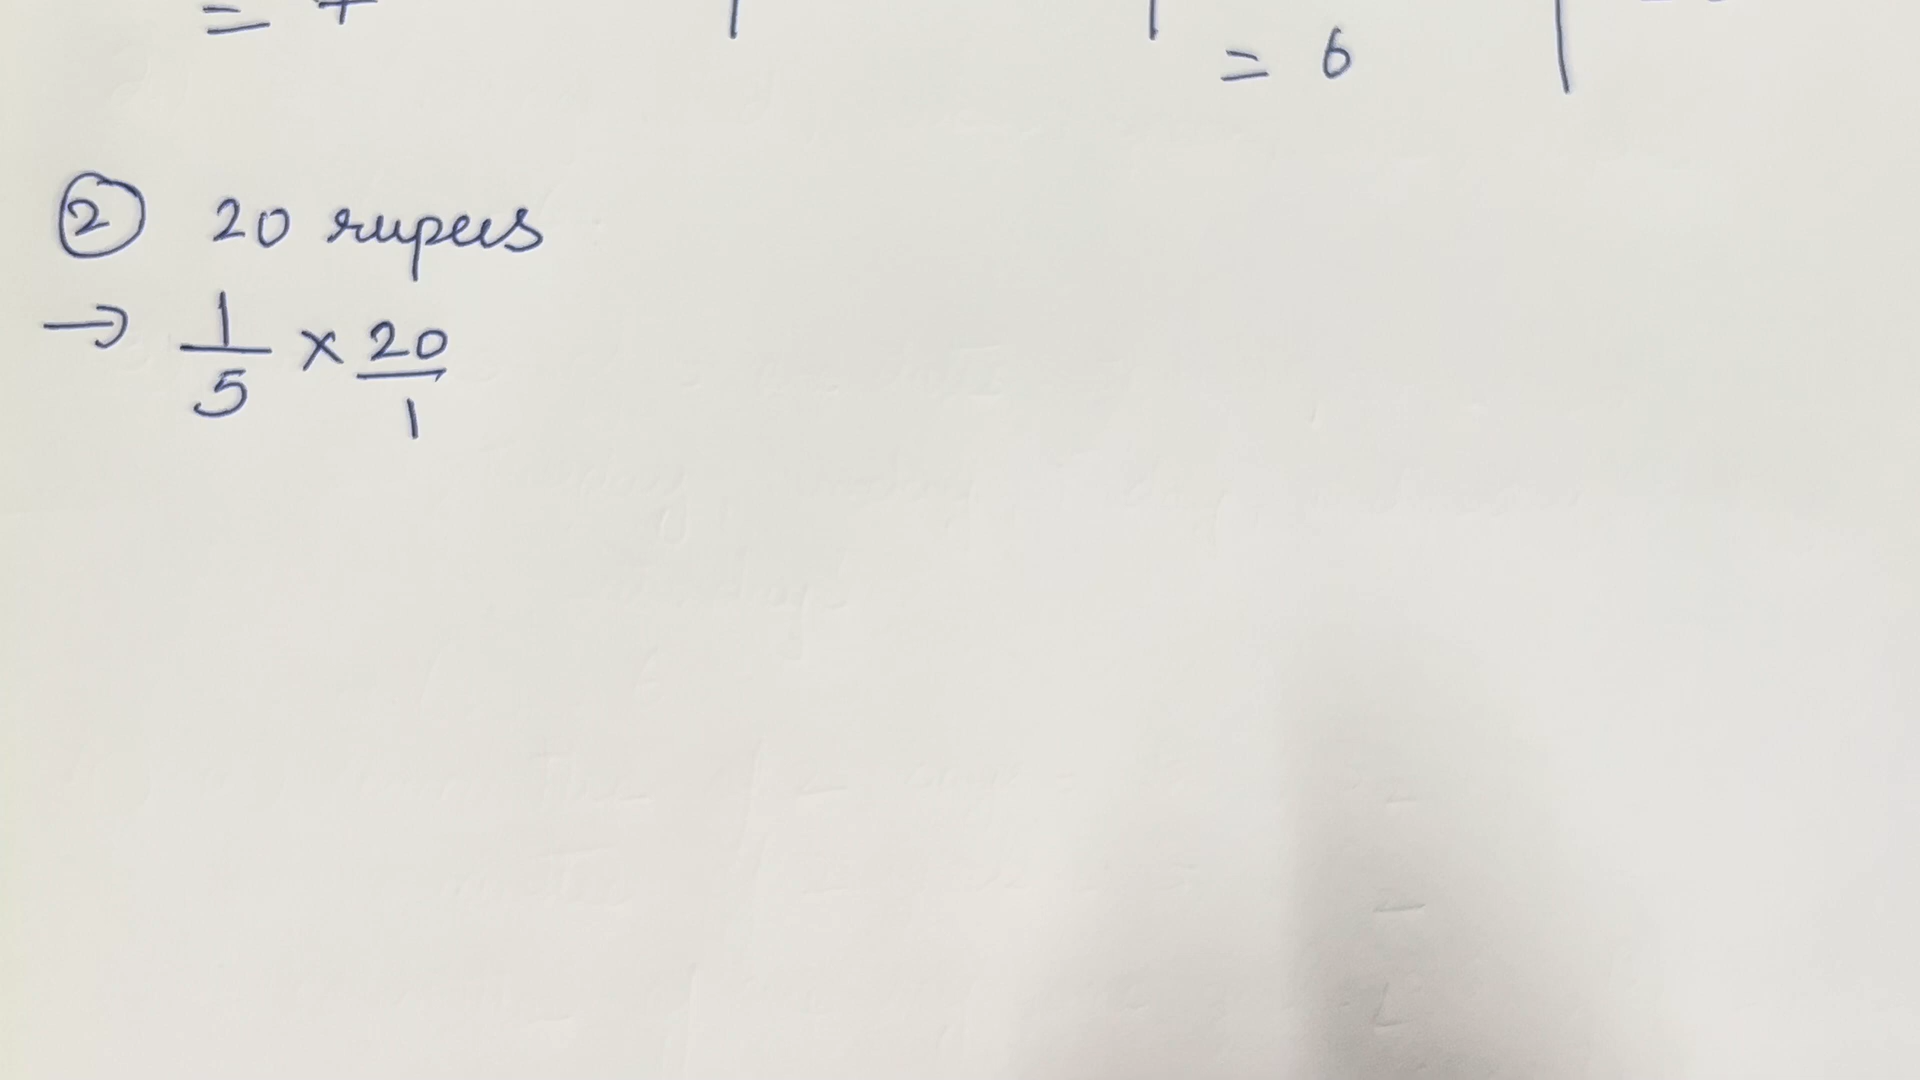 = 6
② 20 rupees
→ 1/5 × 20/1